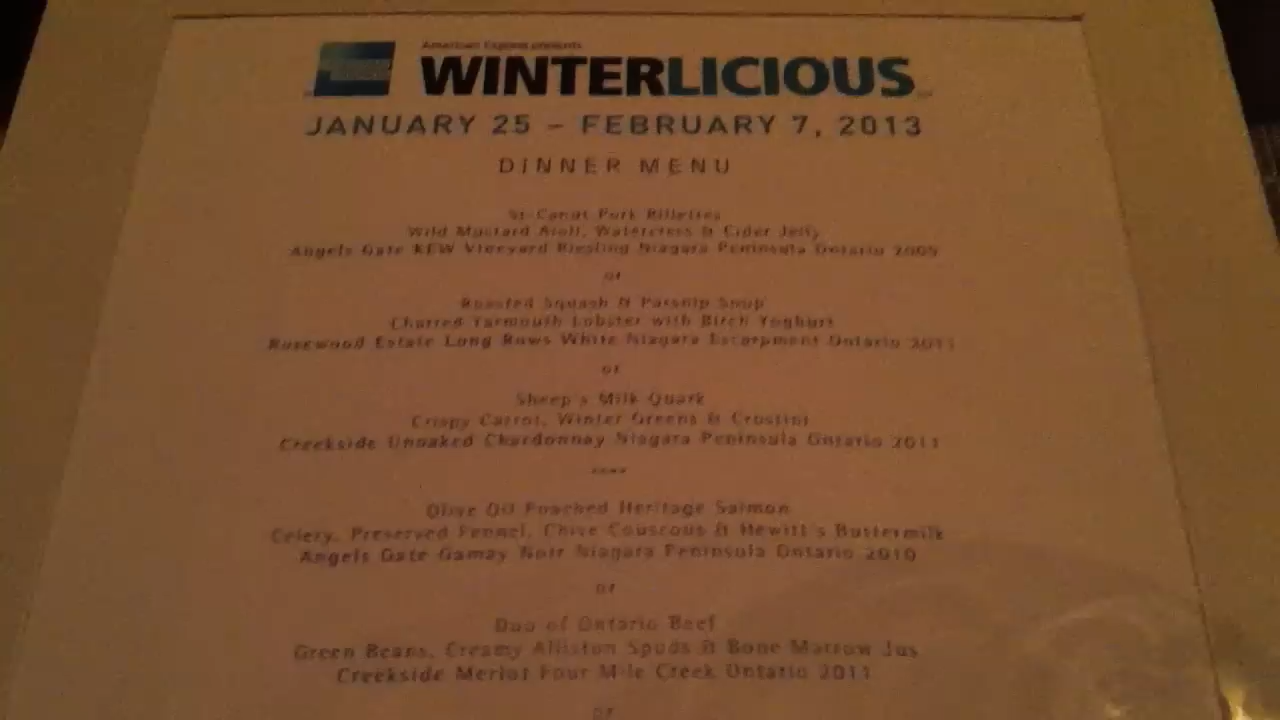 American Express presents
WINTERLICIOUS
JANUARY 25 - FEBRUARY 7, 2013
DINNER MENU
St-Canut Pork Rillettes
Wild Mustard Aioli, Watercress & Cider Jelly
Angels Gate KEW Vineyard Riesling Niagara Peninsula Ontario 2009
or
Roasted Squash & Parsnip Soup
Charred Yarmouth Lobster with Birch Yoghurt
Rosewood Estate Long Rows White Niagara Escarpment Ontario 2011
or
Sheep's Milk Quark
Crispy Carrot, Winter Greens & Crostini
Creekside Unoaked Chardonnay Niagara Peninsula Ontario 2011
****
Olive Oil Poached Heritage Salmon
Celery, Preserved Fennel, Chive Couscous & Hewitt's Buttermilk
Angels Gate Gamay Noir Niagara Peninsula Ontario 2010
or
Duo of Ontario Beef
Green Beans, Creamy Alliston Spuds & Bone Marrow Jus
Creekside Merlot Four Mile Creek Ontario 2011
or